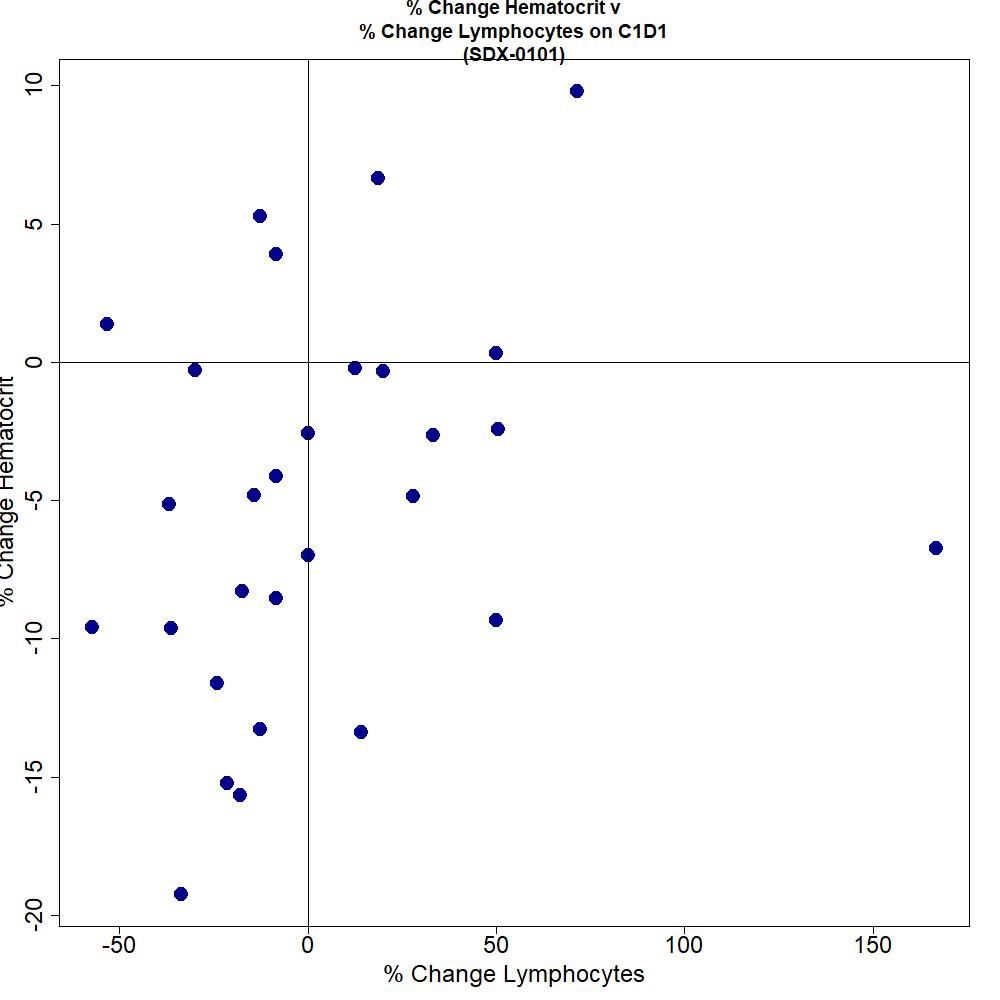 % Change Hematocrit v
% Change Lymphocytes on C1D1
(SDX-0101)
10
5
0
-5
-10
-15
-20
% Change Hematocrit
-50 0 50 100 150
% Change Lymphocytes